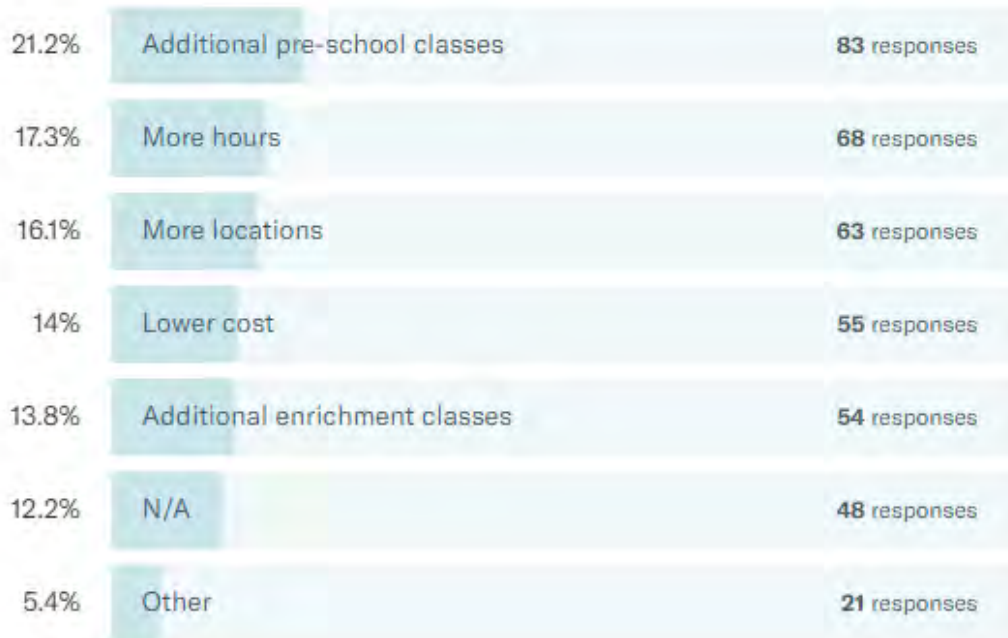 21.2% Additional pre-school classes 83 responses
17.3% More hours 68 responses
16.1% More locations 63 responses
14% Lower cost 55 responses
13.8% Additional enrichment classes 54 responses
12.2% N/A 48 responses
5.4% Other 21 responses